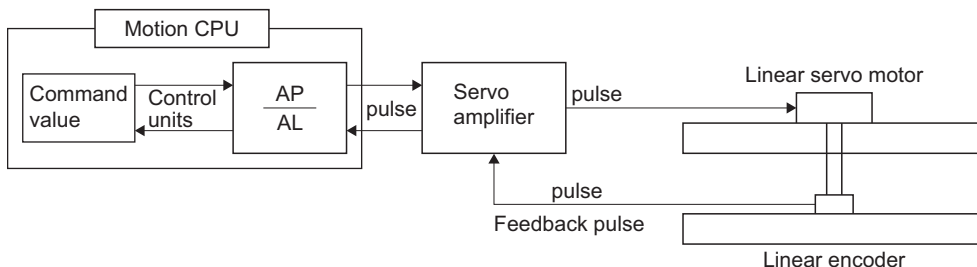 Motion CPU
Command
value
Control
units
AP
AL
pulse
Servo
amplifier
pulse
Linear servo motor
pulse
Feedback pulse
Linear encoder